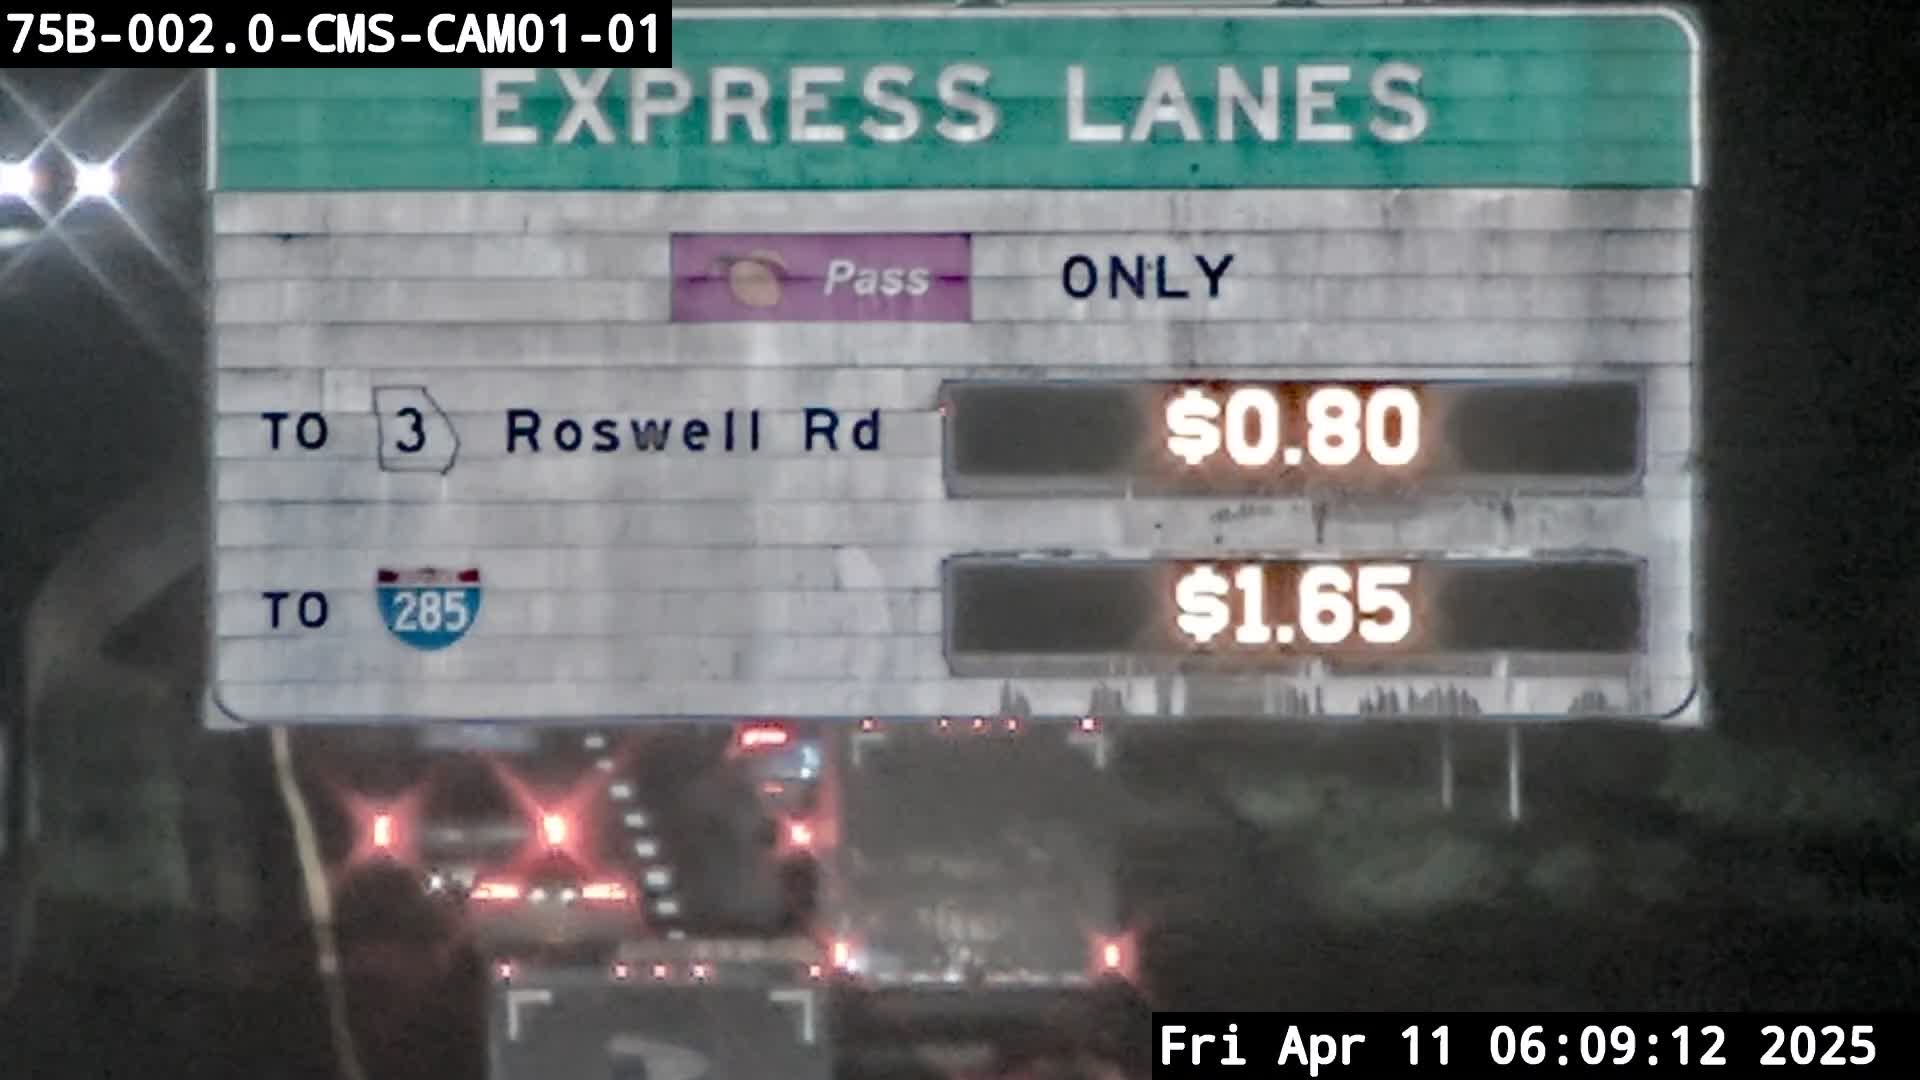 75B-002.0-CMS-CAM01-01
EXPRESS LANES
Pass ONLY
TO 3 Roswell Rd $0.80
TO 285 $1.65
Fri Apr 11 06:09:12 2025